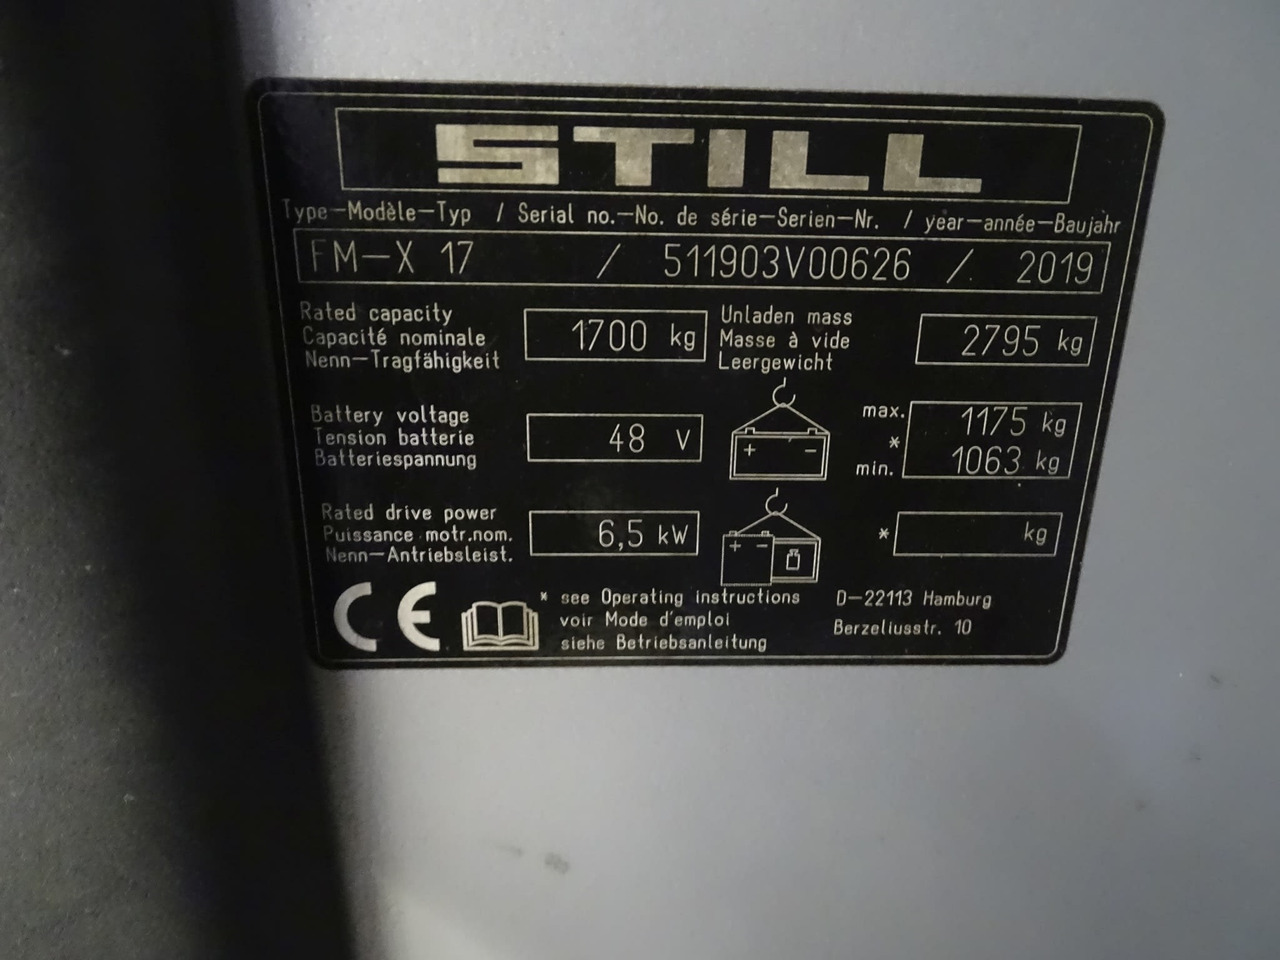 STILL
Type-Modèle-Typ / Serial no.-No. de série-Serien-Nr. / year-année-Baujahr
FM-X 17 / 511903V00626 / 2019
Rated capacity
Capacité nominale
Nenn-Tragfähigkeit
1700 kg
Unladen mass
Masse à vide
Leergewicht
2795 kg
Battery voltage
Tension batterie
Batteriespannung
48 V
+ -
max. 1175 kg
*
min. 1063 kg
Rated drive power
Puissance motr.nom.
Nenn-Antriebsleist.
6,5 kW
+ -
* kg
CE
* see Operating instructions
voir Mode d'emploi
siehe Betriebsanleitung
D-22113 Hamburg
Berzeliusstr. 10